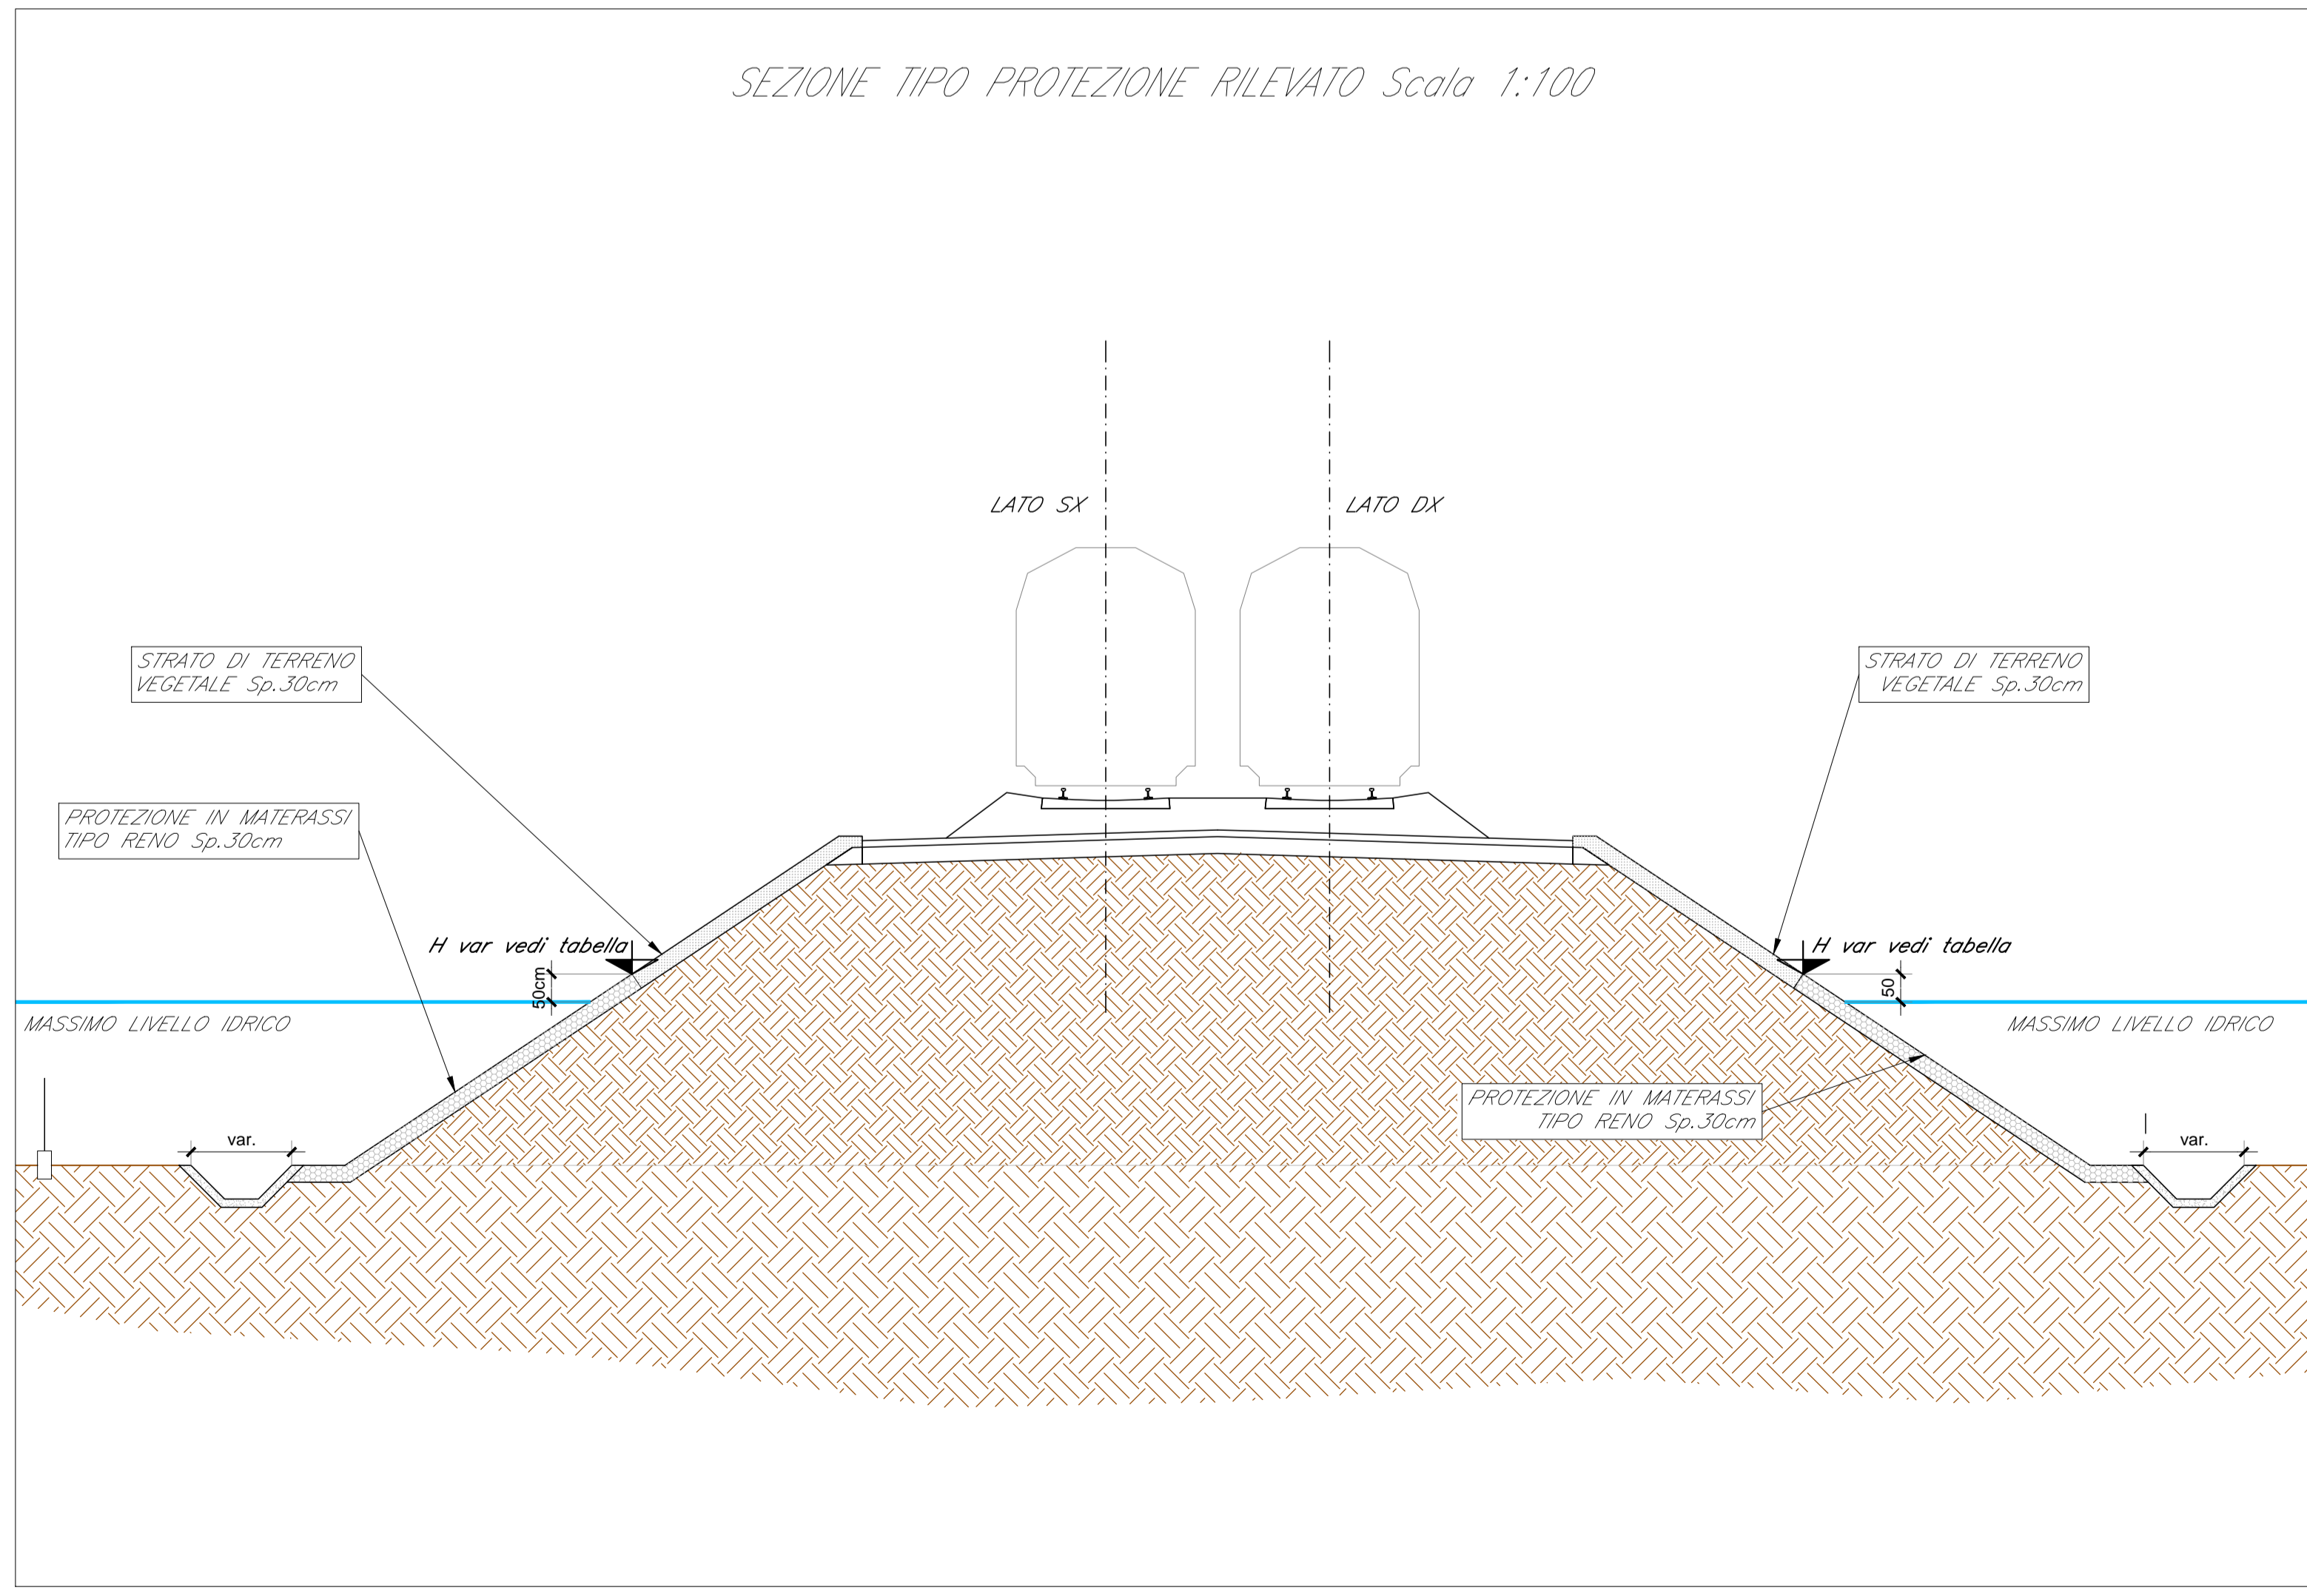 SEZIONE TIPO PROTEZIONE RILEVATO Scala 1:100
LATO SX
LATO DX
STRATO DI TERRENO
VEGETALE Sp.30cm
STRATO DI TERRENO
VEGETALE Sp.30cm
PROTEZIONE IN MATERASSI
TIPO RENO Sp.30cm
H var vedi tabella
H var vedi tabella
50cm
50
MASSIMO LIVELLO IDRICO
MASSIMO LIVELLO IDRICO
PROTEZIONE IN MATERASSI
TIPO RENO Sp.30cm
var.
var.